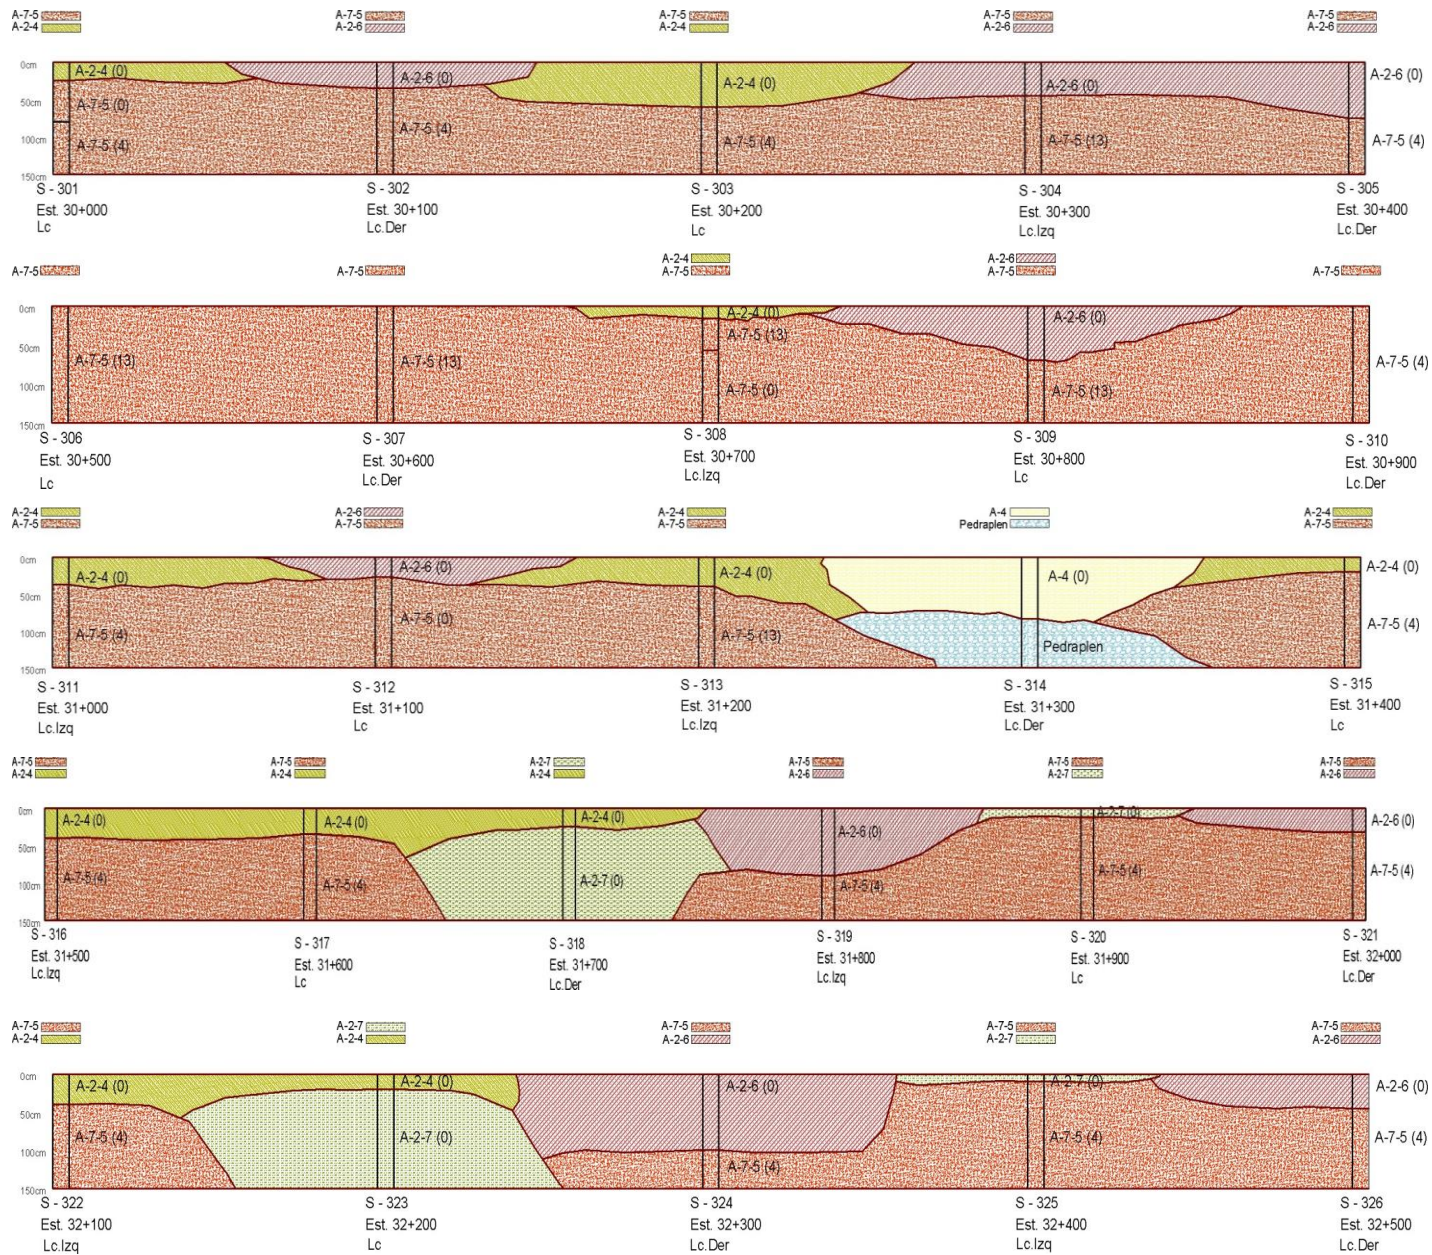 A-7-5 A-7-5 A-7-5 A-7-5 A-7-5
A-2-4 A-2-6 A-2-4 A-2-6 A-2-6
0cm A-2-4 (0) A-2-6 (0) A-2-4 (0) A-2-6 (0) A-2-6 (0)
50cm A-7-5 (0)
100cm A-7-5 (4) A-7-5 (4) A-7-5 (4) A-7-5 (13) A-7-5 (4)
150cm
S - 301 S - 302 S - 303 S - 304 S - 305
Est. 30+000 Est. 30+100 Est. 30+200 Est. 30+300 Est. 30+400
Lc Lc.Der Lc Lc.Izq Lc.Der
A-2-4 A-2-6
A-7-5 A-7-5 A-7-5 A-7-5 A-7-5
0cm A-2-4 (0) A-2-6 (0)
A-7-5 (13)
50cm A-7-5 (13) A-7-5 (13) A-7-5 (4)
100cm A-7-5 (0) A-7-5 (13)
150cm
S - 306 S - 307 S - 308 S - 309 S - 310
Est. 30+500 Est. 30+600 Est. 30+700 Est. 30+800 Est. 30+900
Lc Lc.Der Lc.Izq Lc Lc.Der
A-2-4 A-2-6 A-2-4 A-4 A-2-4
A-7-5 A-7-5 A-7-5 Pedraplen A-7-5
0cm A-2-4 (0) A-2-6 (0) A-2-4 (0) A-4 (0) A-2-4 (0)
50cm A-7-5 (0) A-7-5 (4)
100cm A-7-5 (4) A-7-5 (13) Pedraplen
150cm
S - 311 S - 312 S - 313 S - 314 S - 315
Est. 31+000 Est. 31+100 Est. 31+200 Est. 31+300 Est. 31+400
Lc.Izq Lc Lc.Izq Lc.Der Lc
A-7-5 A-7-5 A-2-7 A-7-5 A-7-5 A-7-5
A-2-4 A-2-4 A-2-4 A-2-6 A-2-7 A-2-6
0cm A-2-4 (0) A-2-4 (0) A-2-4 (0) A-2-6 (0) A-2-7 (0) A-2-6 (0)
50cm
100cm A-7-5 (4) A-7-5 (4) A-2-7 (0) A-7-5 (4) A-7-5 (4) A-7-5 (4)
150cm
S - 316 S - 317 S - 318 S - 319 S - 320 S - 321
Est. 31+500 Est. 31+600 Est. 31+700 Est. 31+800 Est. 31+900 Est. 32+000
Lc.Izq Lc Lc.Der Lc.Izq Lc Lc.Der
A-7-5 A-2-7 A-7-5 A-7-5 A-7-5
A-2-4 A-2-4 A-2-6 A-2-7 A-2-6
0cm A-2-4 (0) A-2-4 (0) A-2-6 (0) A-2-7 (0) A-2-6 (0)
50cm
A-7-5 (4) A-2-7 (0) A-7-5 (4) A-7-5 (4)
100cm A-7-5 (4)
150cm
S - 322 S - 323 S - 324 S - 325 S - 326
Est. 32+100 Est. 32+200 Est. 32+300 Est. 32+400 Est. 32+500
Lc.Izq Lc Lc.Der Lc.Izq Lc.Der